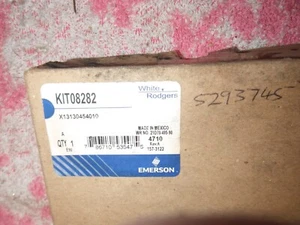 KIT08282
White
Rodgers
5293745
X13130454010
A
QTY 1
MADE IN MEXICO
4710
EMERSON